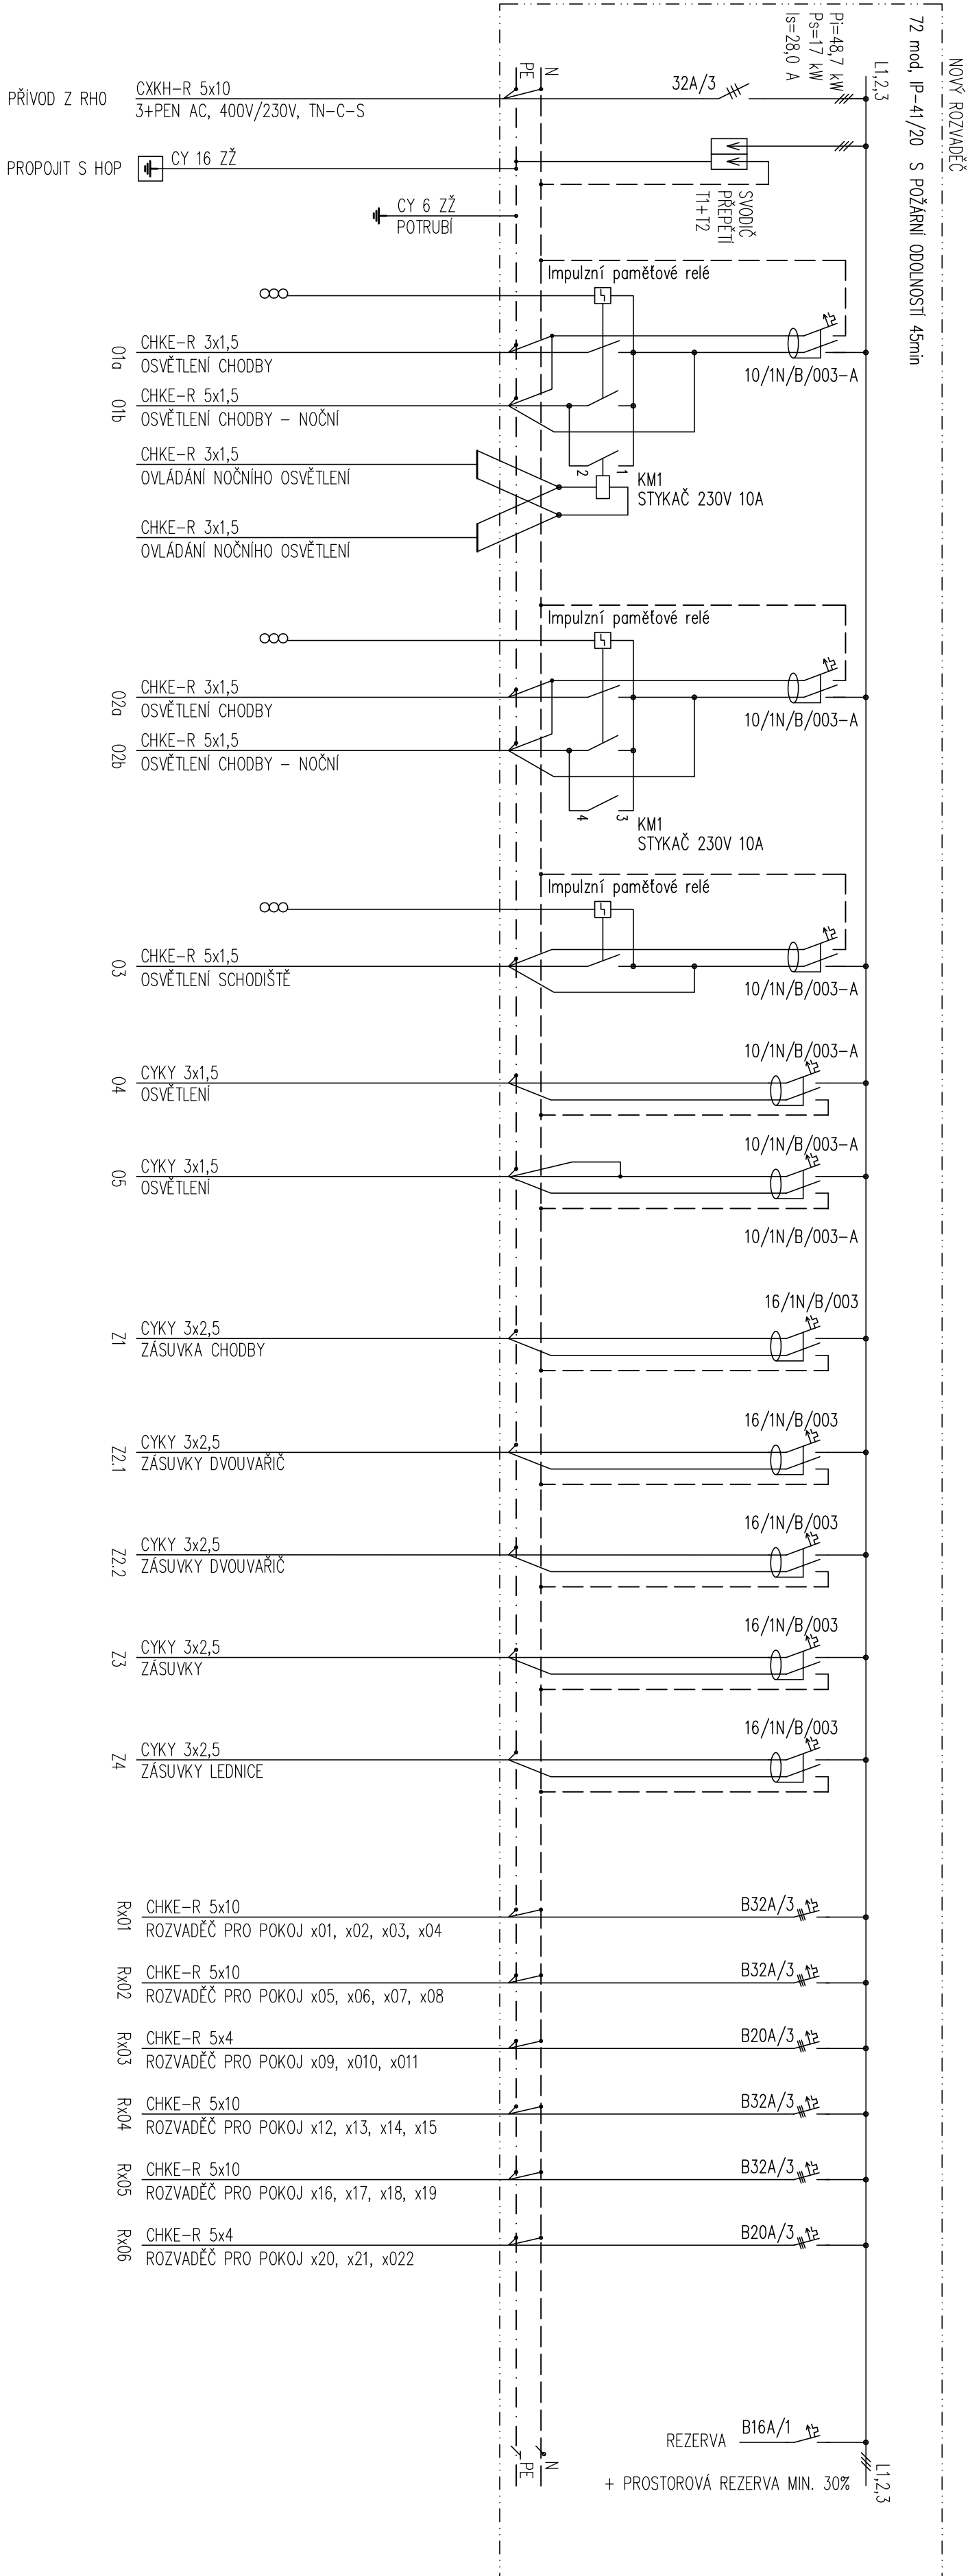 NOVÝ ROZVADĚČ
72 mod, IP-41/20 S POŽÁRNÍ ODOLNOSTÍ 45min
Pi=48,7 kW
Ps=17 kW
Is=28,0 A
L1,2,3
N
PE
32A/3
PŘÍVOD Z RH0
CXKH-R 5x10
3+PEN AC, 400V/230V, TN-C-S
PROPOJIT S HOP
CY 16 ZŽ
SVODIČ
PŘEPĚTÍ
T1+T2
CY 6 ZŽ
POTRUBÍ
Impulzní paměťové relé
10/1N/B/003-A
O1a
CHKE-R 3x1,5
OSVĚTLENÍ CHODBY
O1b
CHKE-R 5x1,5
OSVĚTLENÍ CHODBY - NOČNÍ
CHKE-R 3x1,5
OVLÁDÁNÍ NOČNÍHO OSVĚTLENÍ
1
2
KM1
STYKAČ 230V 10A
CHKE-R 3x1,5
OVLÁDÁNÍ NOČNÍHO OSVĚTLENÍ
Impulzní paměťové relé
10/1N/B/003-A
O2a
CHKE-R 3x1,5
OSVĚTLENÍ CHODBY
O2b
CHKE-R 5x1,5
OSVĚTLENÍ CHODBY - NOČNÍ
3
4
KM1
STYKAČ 230V 10A
Impulzní paměťové relé
10/1N/B/003-A
O3
CHKE-R 5x1,5
OSVĚTLENÍ SCHODIŠTĚ
10/1N/B/003-A
O4
CYKY 3x1,5
OSVĚTLENÍ
10/1N/B/003-A
O5
CYKY 3x1,5
OSVĚTLENÍ
10/1N/B/003-A
16/1N/B/003
Z1
CYKY 3x2,5
ZÁSUVKA CHODBY
16/1N/B/003
Z2.1
CYKY 3x2,5
ZÁSUVKY DVOUVAŘIČ
16/1N/B/003
Z2.2
CYKY 3x2,5
ZÁSUVKY DVOUVAŘIČ
16/1N/B/003
Z3
CYKY 3x2,5
ZÁSUVKY
16/1N/B/003
Z4
CYKY 3x2,5
ZÁSUVKY LEDNICE
B32A/3
Rx01
CHKE-R 5x10
ROZVADĚČ PRO POKOJ x01, x02, x03, x04
B32A/3
Rx02
CHKE-R 5x10
ROZVADĚČ PRO POKOJ x05, x06, x07, x08
B20A/3
Rx03
CHKE-R 5x4
ROZVADĚČ PRO POKOJ x09, x010, x011
B32A/3
Rx04
CHKE-R 5x10
ROZVADĚČ PRO POKOJ x12, x13, x14, x15
B32A/3
Rx05
CHKE-R 5x10
ROZVADĚČ PRO POKOJ x16, x17, x18, x19
B20A/3
Rx06
CHKE-R 5x4
ROZVADĚČ PRO POKOJ x20, x21, x022
REZERVA
B16A/1
N
PE
L1,2,3
+ PROSTOROVÁ REZERVA MIN. 30%